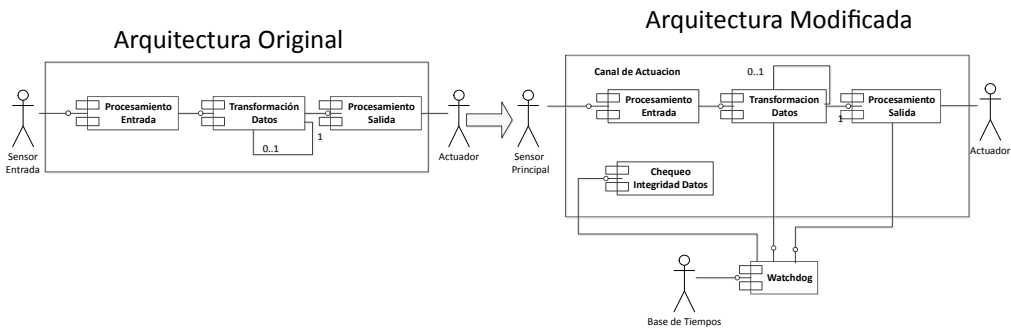 Arquitectura Original
Procesamiento
Entrada
Transformación
Datos
Procesamiento
Salida
1
0..1
Sensor
Entrada
Actuador
Arquitectura Modificada
Canal de Actuacion
0..1
Procesamiento
Entrada
Transformacion
Datos
Procesamiento
Salida
1
Sensor
Principal
Actuador
Chequeo
Integridad Datos
Watchdog
Base de Tiempos